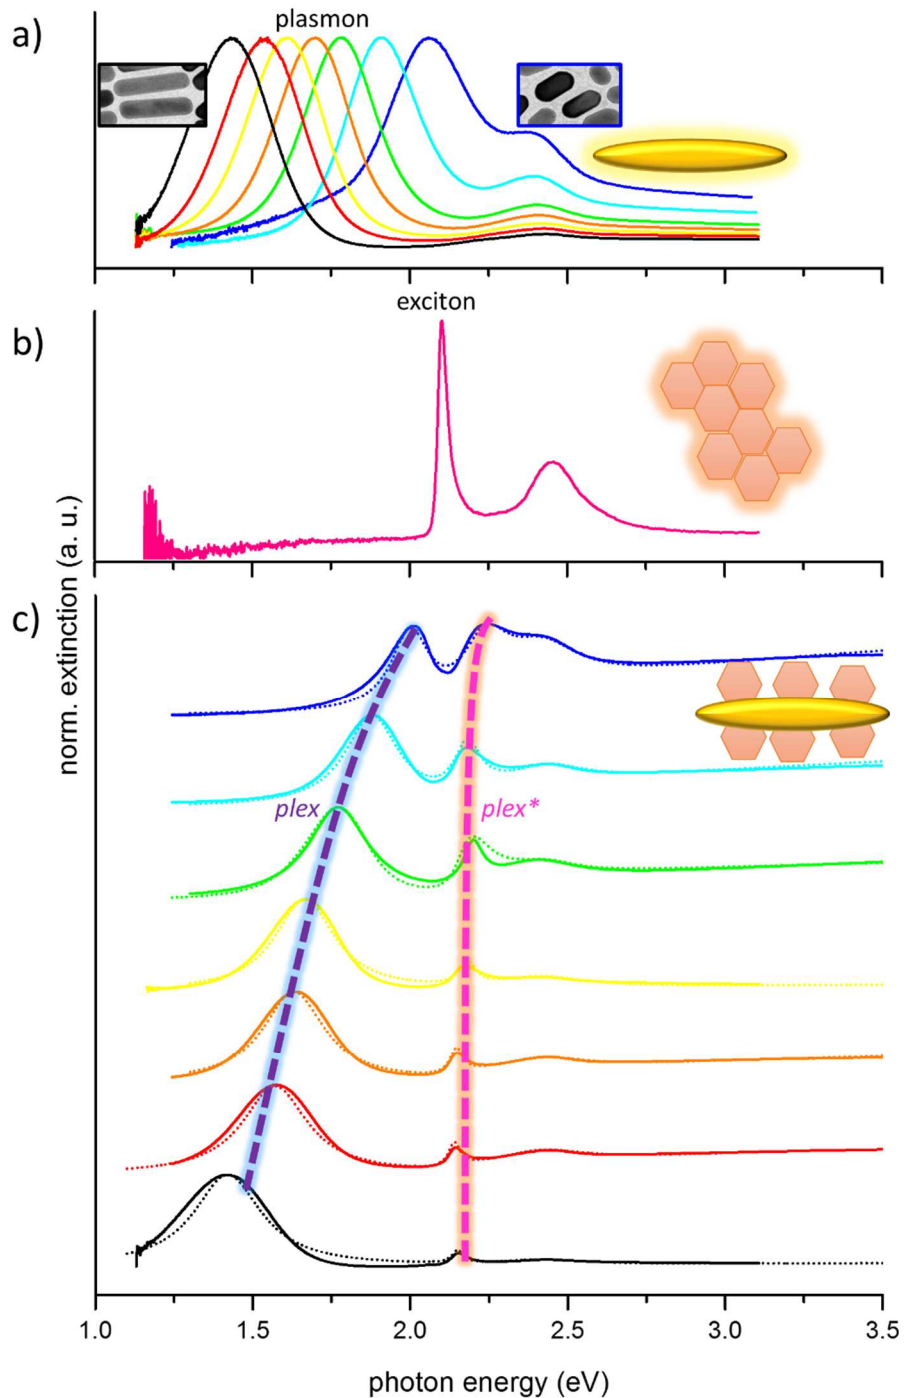 a)
plasmon
b)
exciton
c)
plex
plex*
norm. extinction (a. u.)
1.0 1.5 2.0 2.5 3.0 3.5
photon energy (eV)